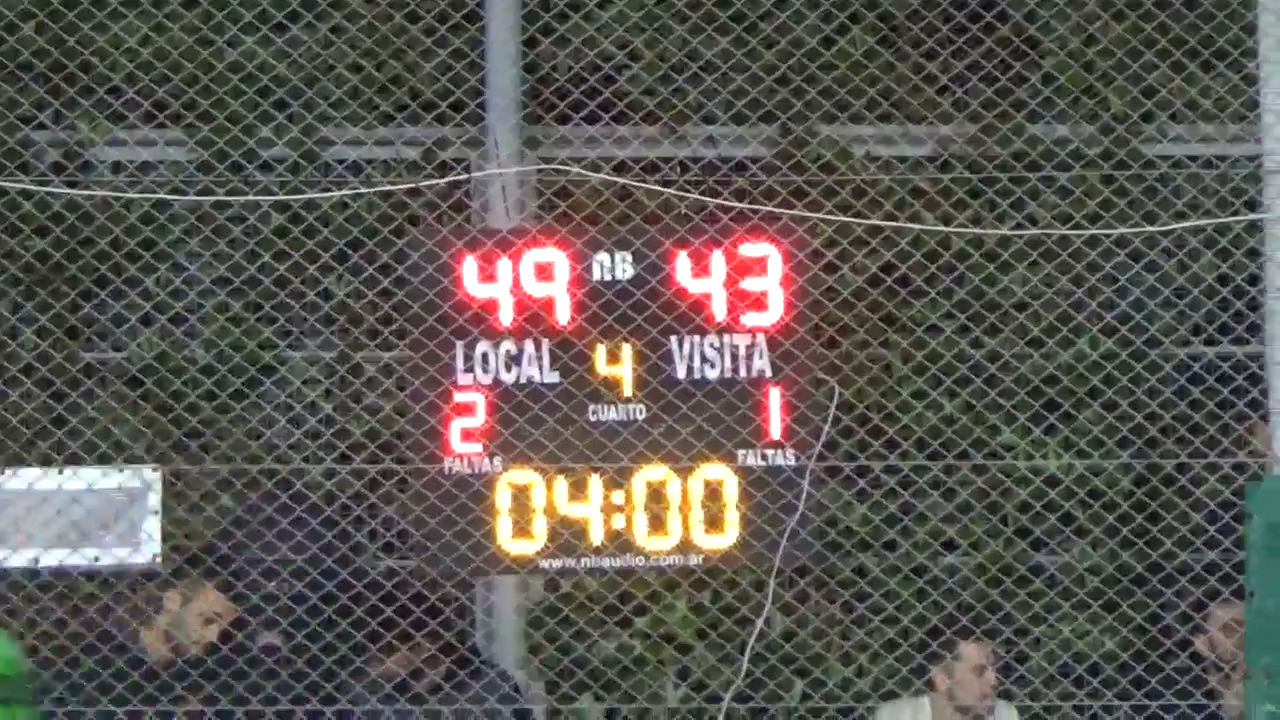 49 NB 43
LOCAL 4 VISITA
CUARTO
2 1
FALTAS FALTAS
04:00
www.nbaudio.com.ar